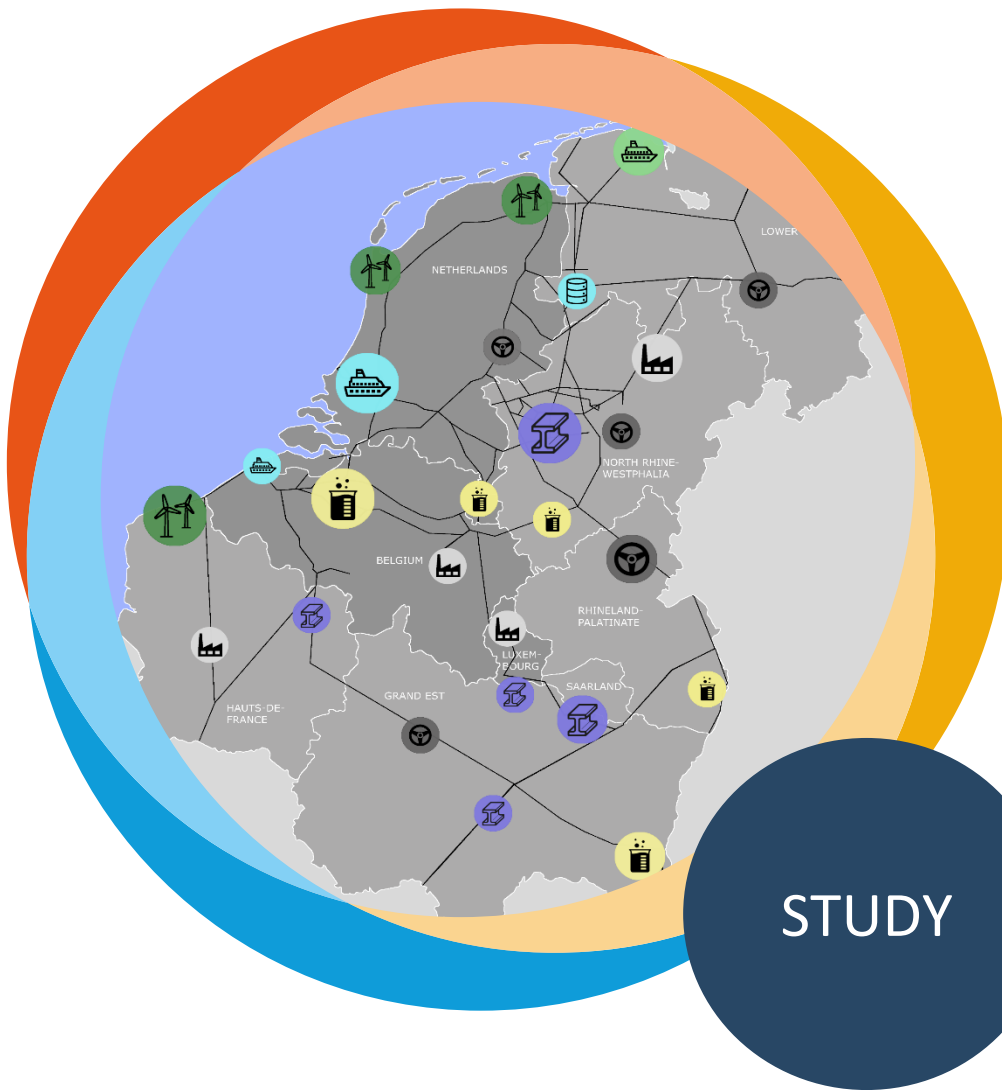 LOWER
NETHERLANDS
NORTH RHINE-
WESTPHALIA
BELGIUM
RHINELAND-
PALATINATE
LUXEM-
BOURG
SAARLAND
GRAND EST
HAUTS-DE-
FRANCE
STUDY